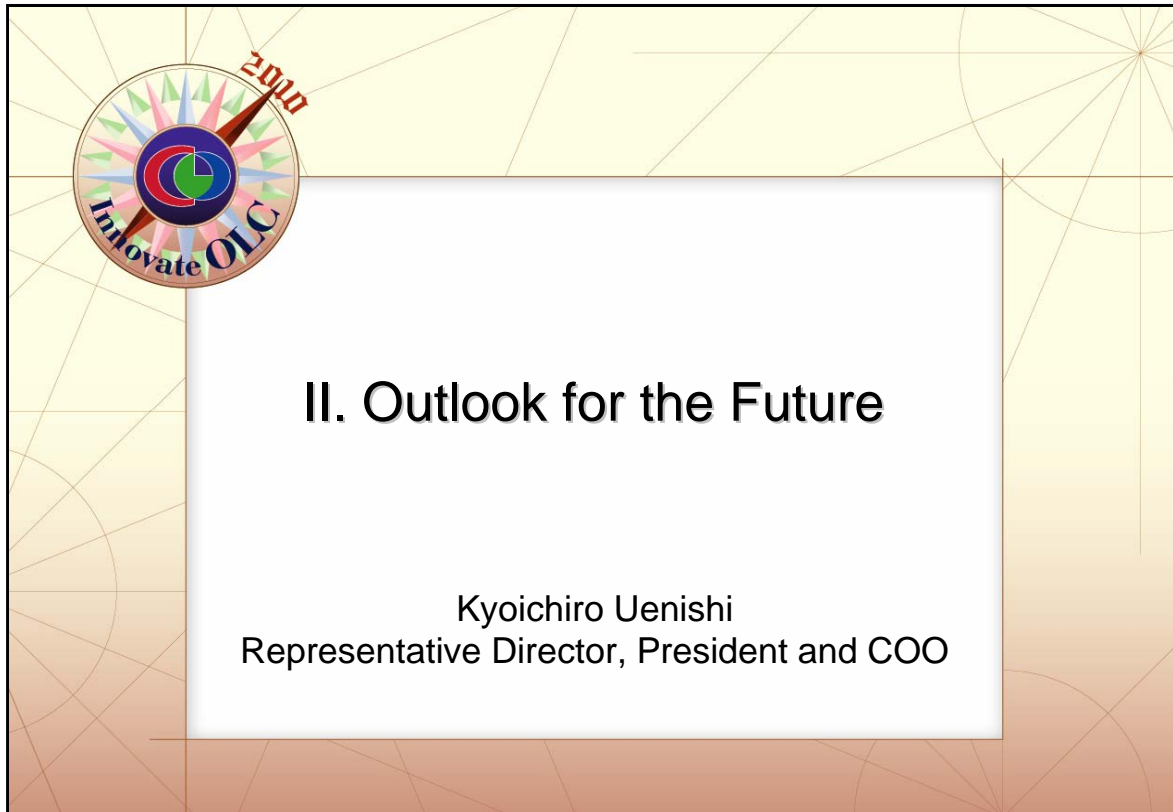 2010
Innovate OLC
II. Outlook for the Future
Kyoichiro Uenishi
Representative Director, President and COO